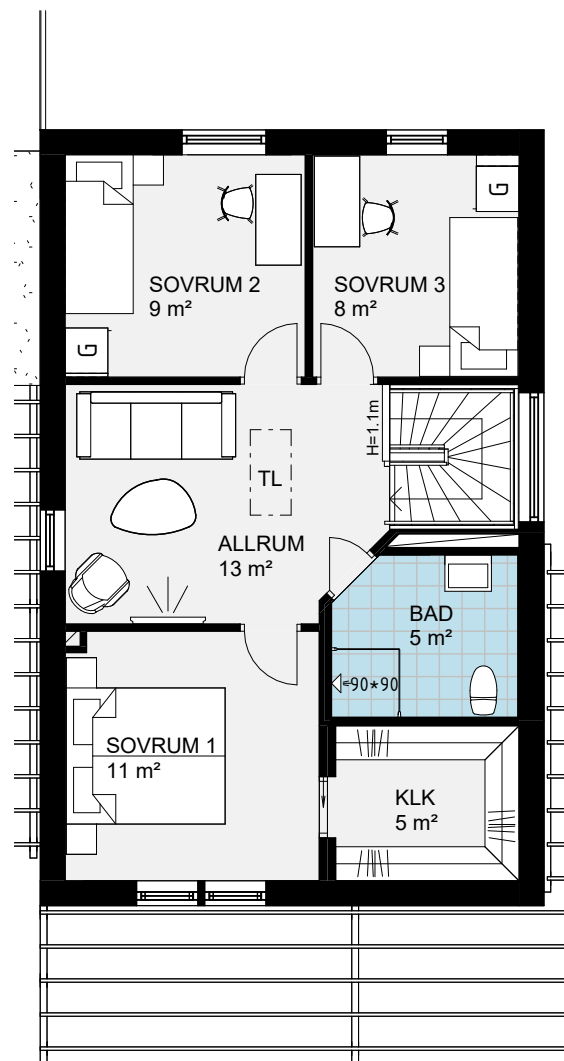 G
SOVRUM 2
9 m²
SOVRUM 3
8 m²
G
H=1.1m
TL
ALLRUM
13 m²
BAD
5 m²
90*90
SOVRUM 1
11 m²
KLK
5 m²